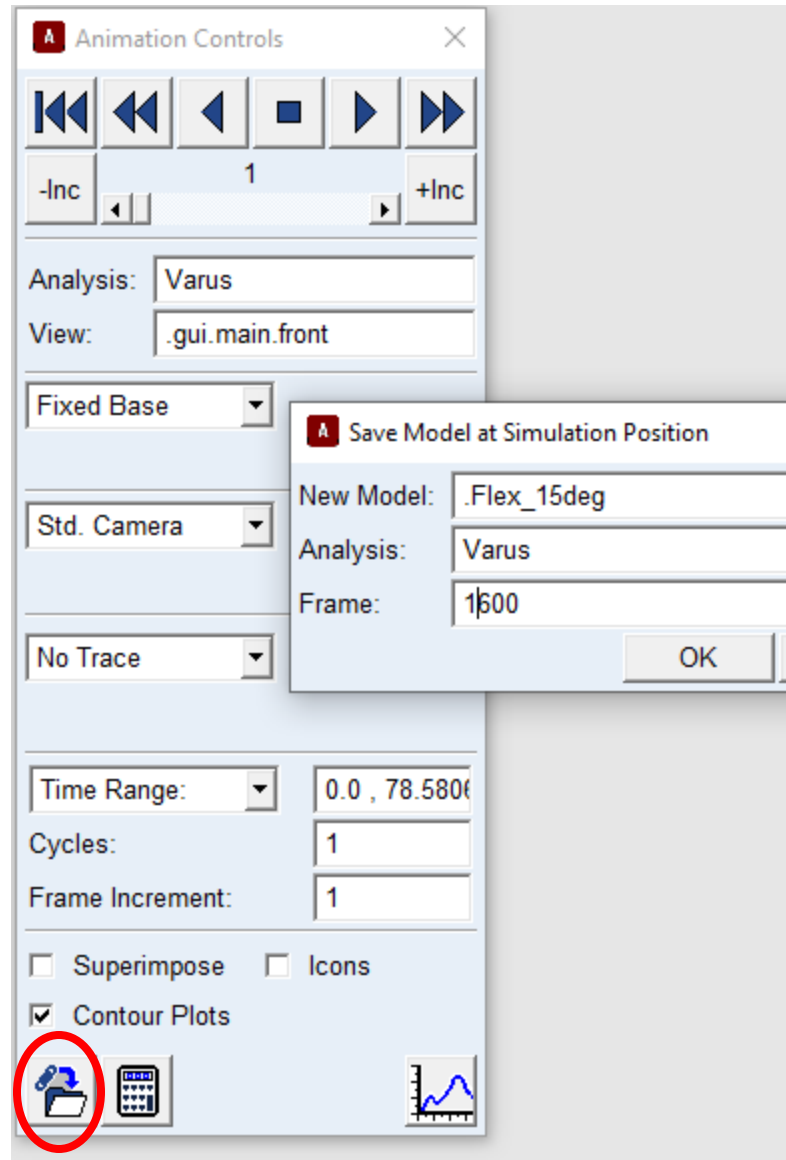 Animation Controls
1
-Inc
+Inc
Analysis: Varus
View: .gui.main.front
Fixed Base
Save Model at Simulation Position
New Model: .Flex_15deg
Std. Camera
Analysis: Varus
Frame: 1600
No Trace
OK
Time Range: 0.0 , 78.5806
Cycles: 1
Frame Increment: 1
Superimpose Icons
Contour Plots